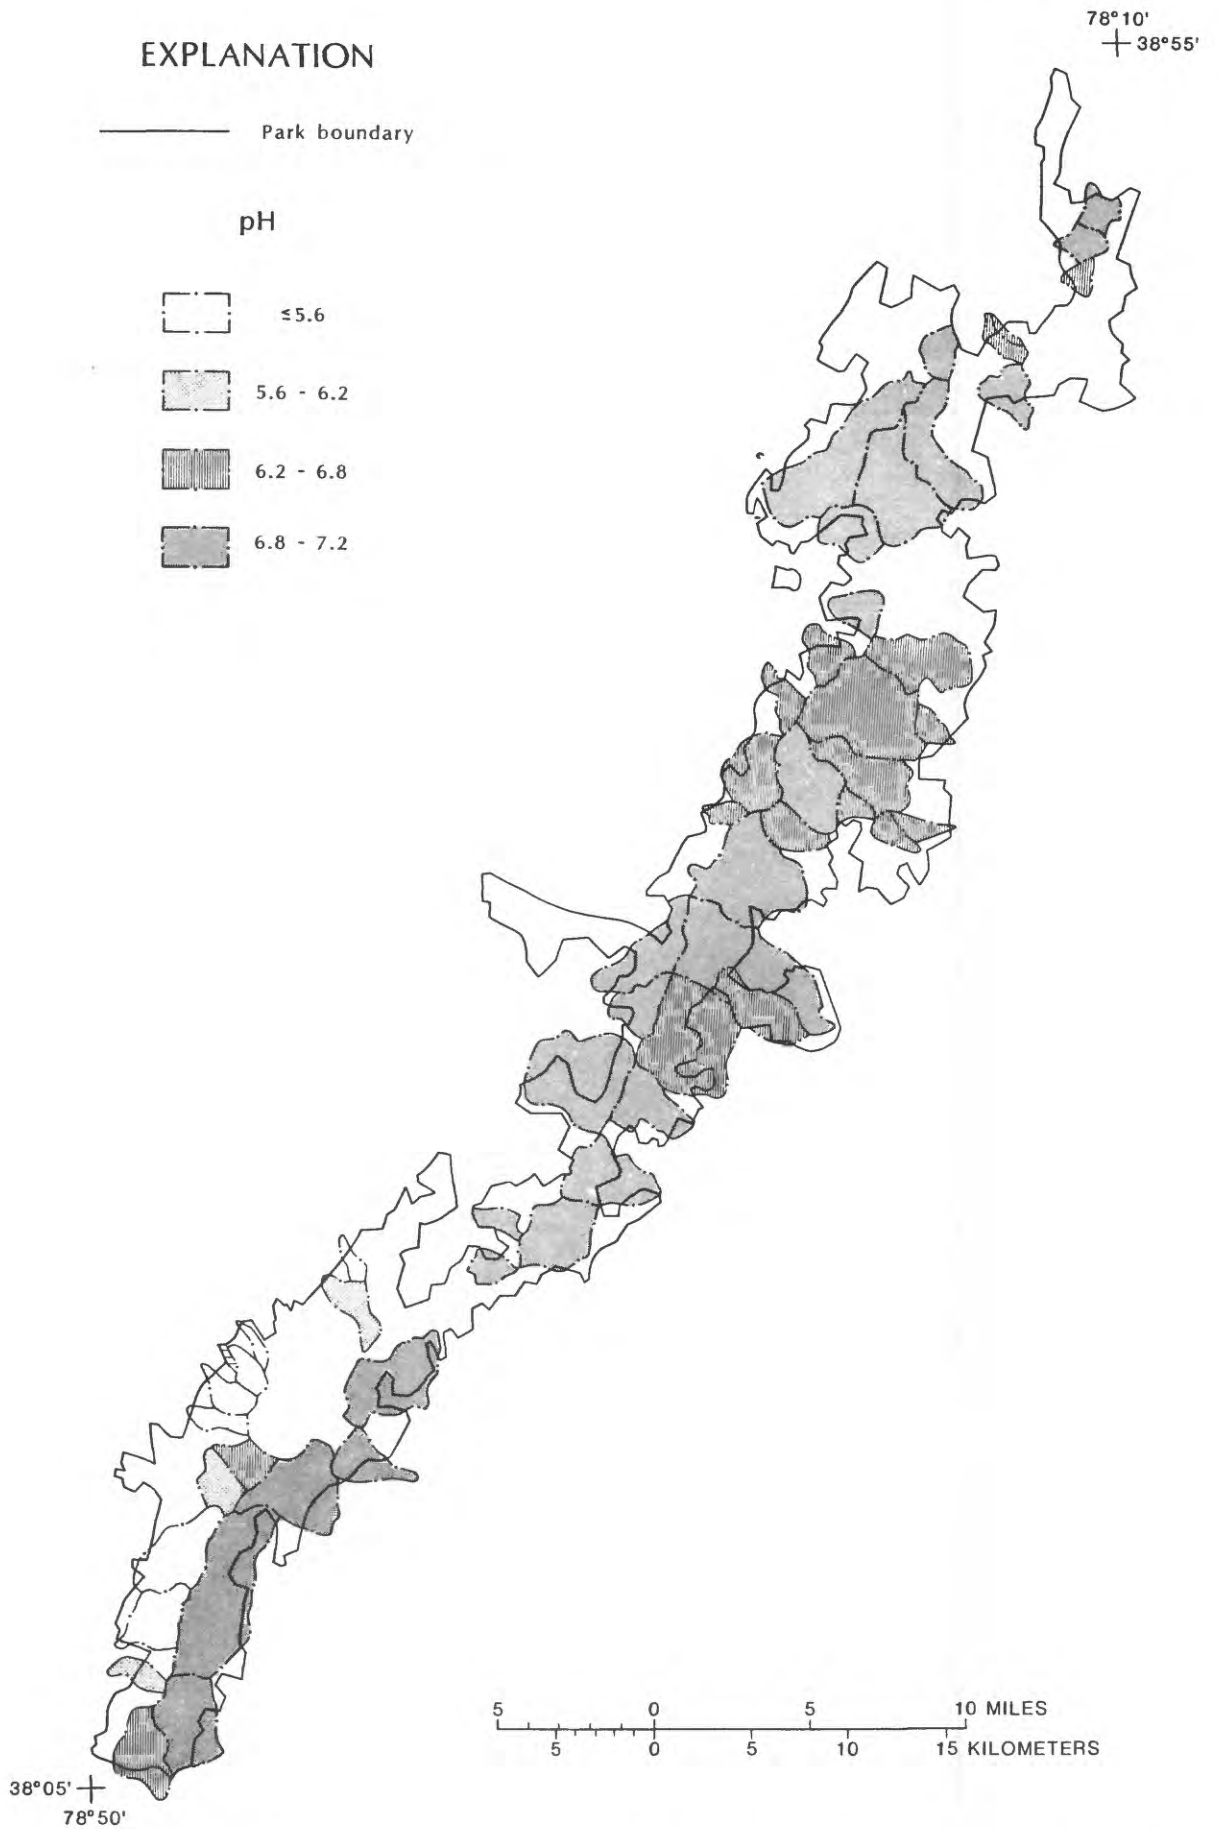 78°10'
38°55'
EXPLANATION
Park boundary
pH
≤5.6
5.6 - 6.2
6.2 - 6.8
6.8 - 7.2
5 0 5 10 MILES
5 0 5 10 15 KILOMETERS
38°05'
78°50'